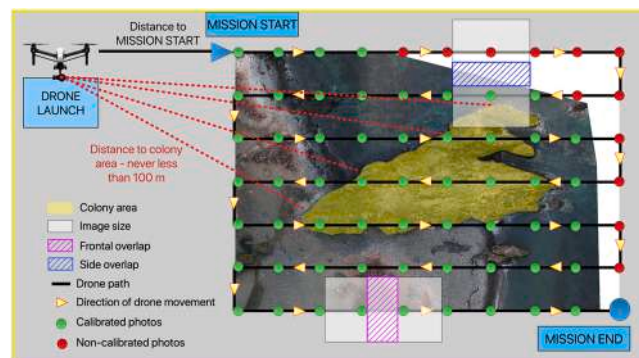 Distance to
MISSION START
MISSION START
DRONE
LAUNCH
Distance to colony
area - never less
than 100 m
Colony area
Image size
Frontal overlap
Side overlap
Drone path
Direction of drone movement
Calibrated photos
Non-calibrated photos
MISSION END